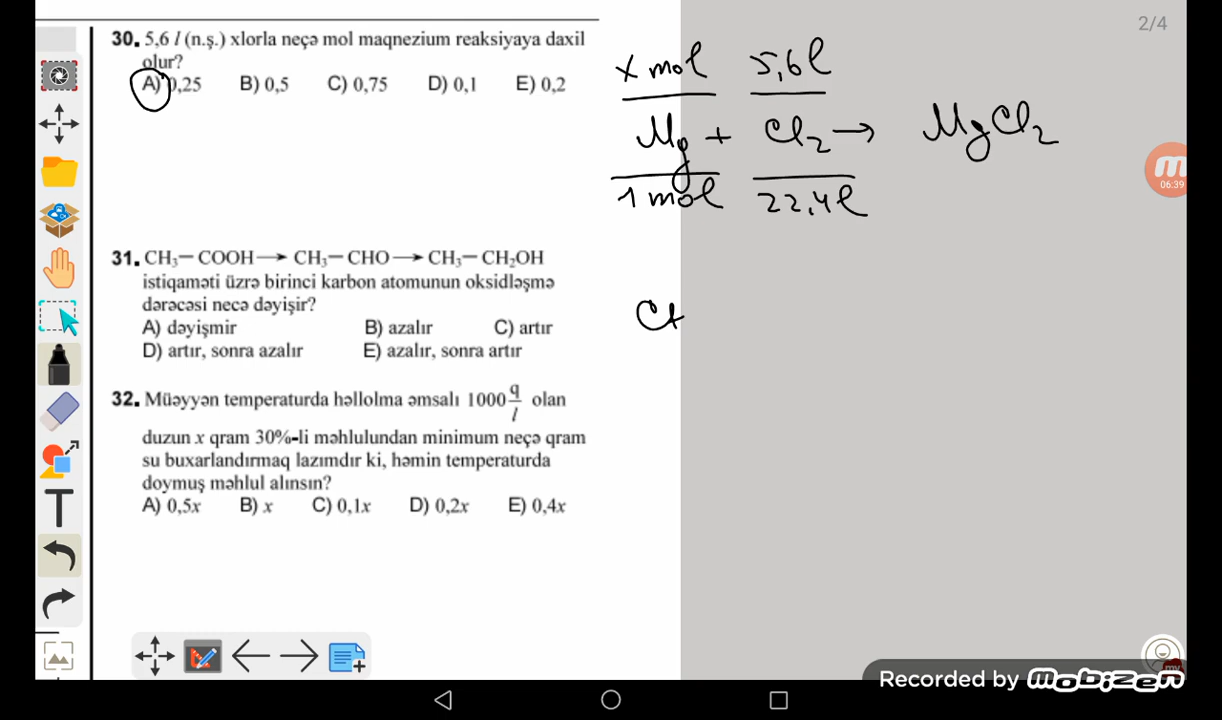 2/4
30. 5,6 l (n.ş.) xlorla neçə mol maqnezium reaksiyaya daxil
olur?
A) 0,25 B) 0,5 C) 0,75 D) 0,1 E) 0,2
x mol 5,6l
Mg + Cl₂ → MgCl₂
1 mol 22,4l
06:39
31. CH₃− COOH → CH₃− CHO → CH₃− CH₂OH
istiqaməti üzrə birinci karbon atomunun oksidləşmə
dərəcəsi necə dəyişir?
A) dəyişmir B) azalır C) artır
D) artır, sonra azalır E) azalır, sonra artır
32. Müəyyən temperaturda həllolma əmsalı 1000 q/l olan
duzun x qram 30%-li məhlulundan minimum neçə qram
su buxarlandırmaq lazımdır ki, həmin temperaturda
doymuş məhlul alınsın?
A) 0,5x B) x C) 0,1x D) 0,2x E) 0,4x
T
Recorded by mobizen